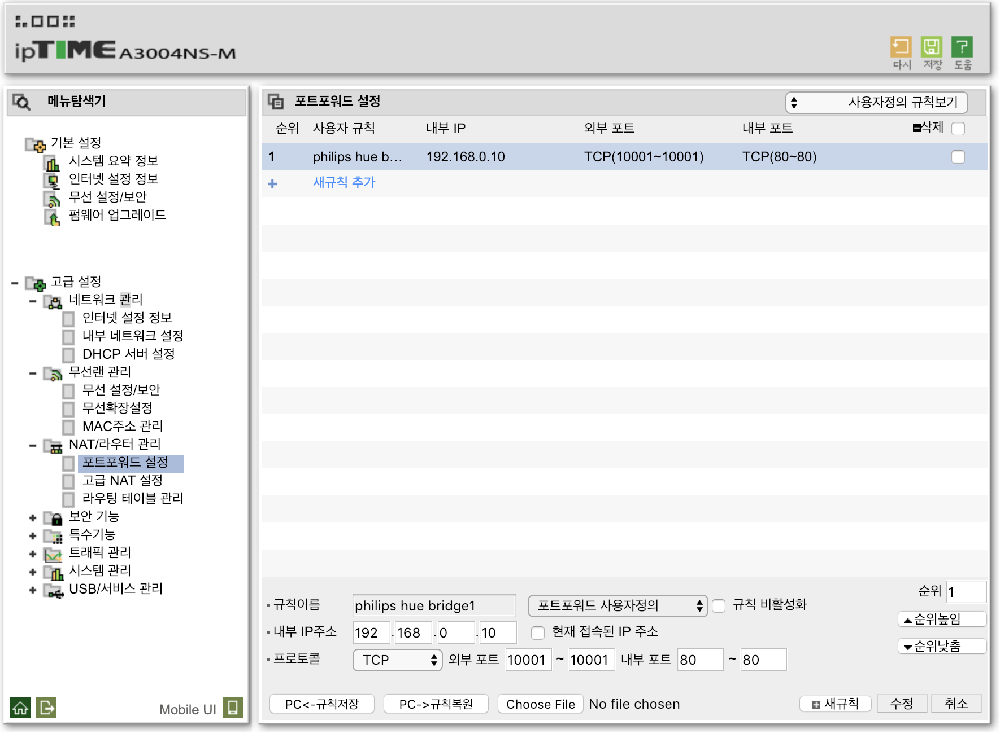 ipTIME A3004NS-M
다시 저장 도움
메뉴탐색기
기본 설정
시스템 요약 정보
인터넷 설정 정보
무선 설정/보안
펌웨어 업그레이드
고급 설정
네트워크 관리
인터넷 설정 정보
내부 네트워크 설정
DHCP 서버 설정
무선랜 관리
무선 설정/보안
무선확장설정
MAC주소 관리
NAT/라우터 관리
포트포워드 설정
고급 NAT 설정
라우팅 테이블 관리
보안 기능
특수기능
트래픽 관리
시스템 관리
USB/서비스 관리
Mobile UI
포트포워드 설정 사용자정의 규칙보기
순위 사용자 규칙 내부 IP 외부 포트 내부 포트 삭제
1 philips hue b... 192.168.0.10 TCP(10001~10001) TCP(80~80)
+ 새규칙 추가
순위 1
규칙이름 philips hue bridge1 포트포워드 사용자정의 규칙 비활성화
순위높임
내부 IP주소 192 . 168 . 0 . 10 현재 접속된 IP 주소
순위낮춤
프로토콜 TCP 외부 포트 10001 ~ 10001 내부 포트 80 ~ 80
PC<-규칙저장 PC->규칙복원 Choose File No file chosen 새규칙 수정 취소